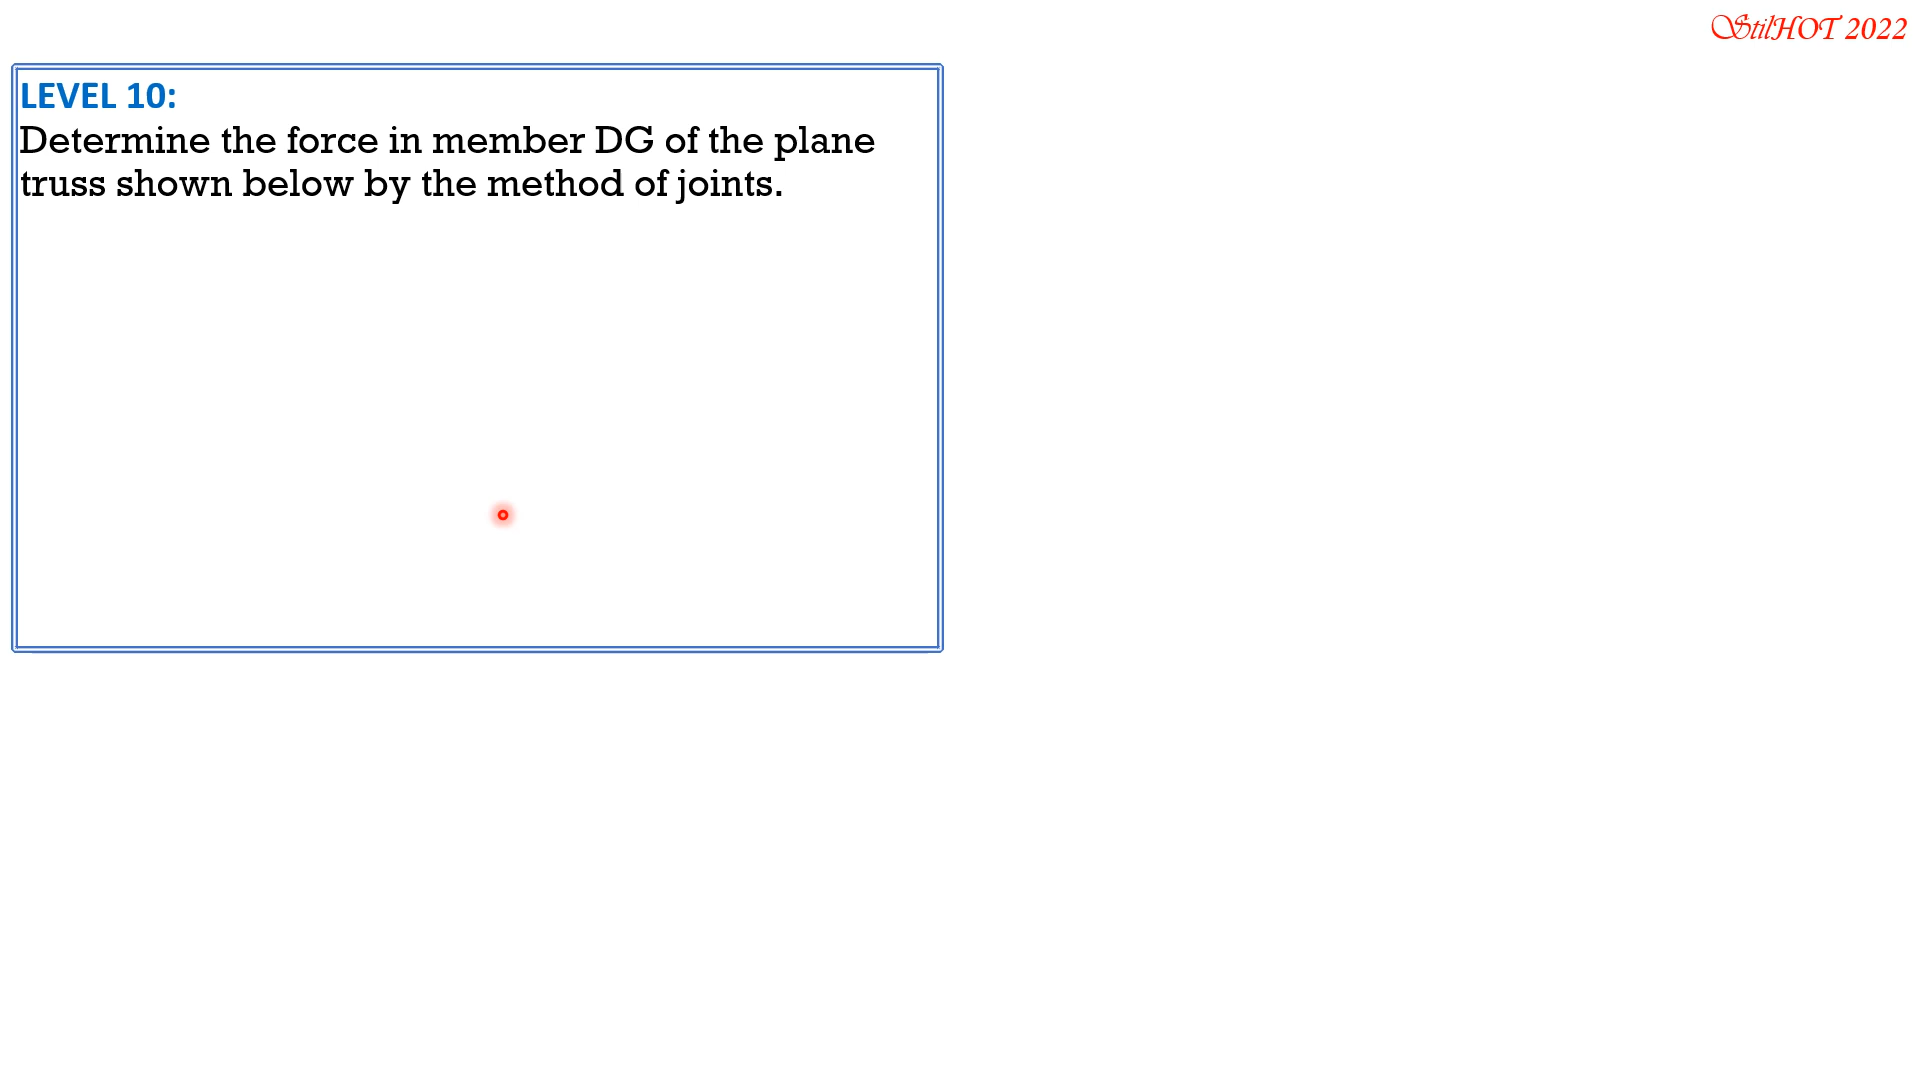 StilHOT 2022
LEVEL 10:
Determine the force in member DG of the plane
truss shown below by the method of joints.